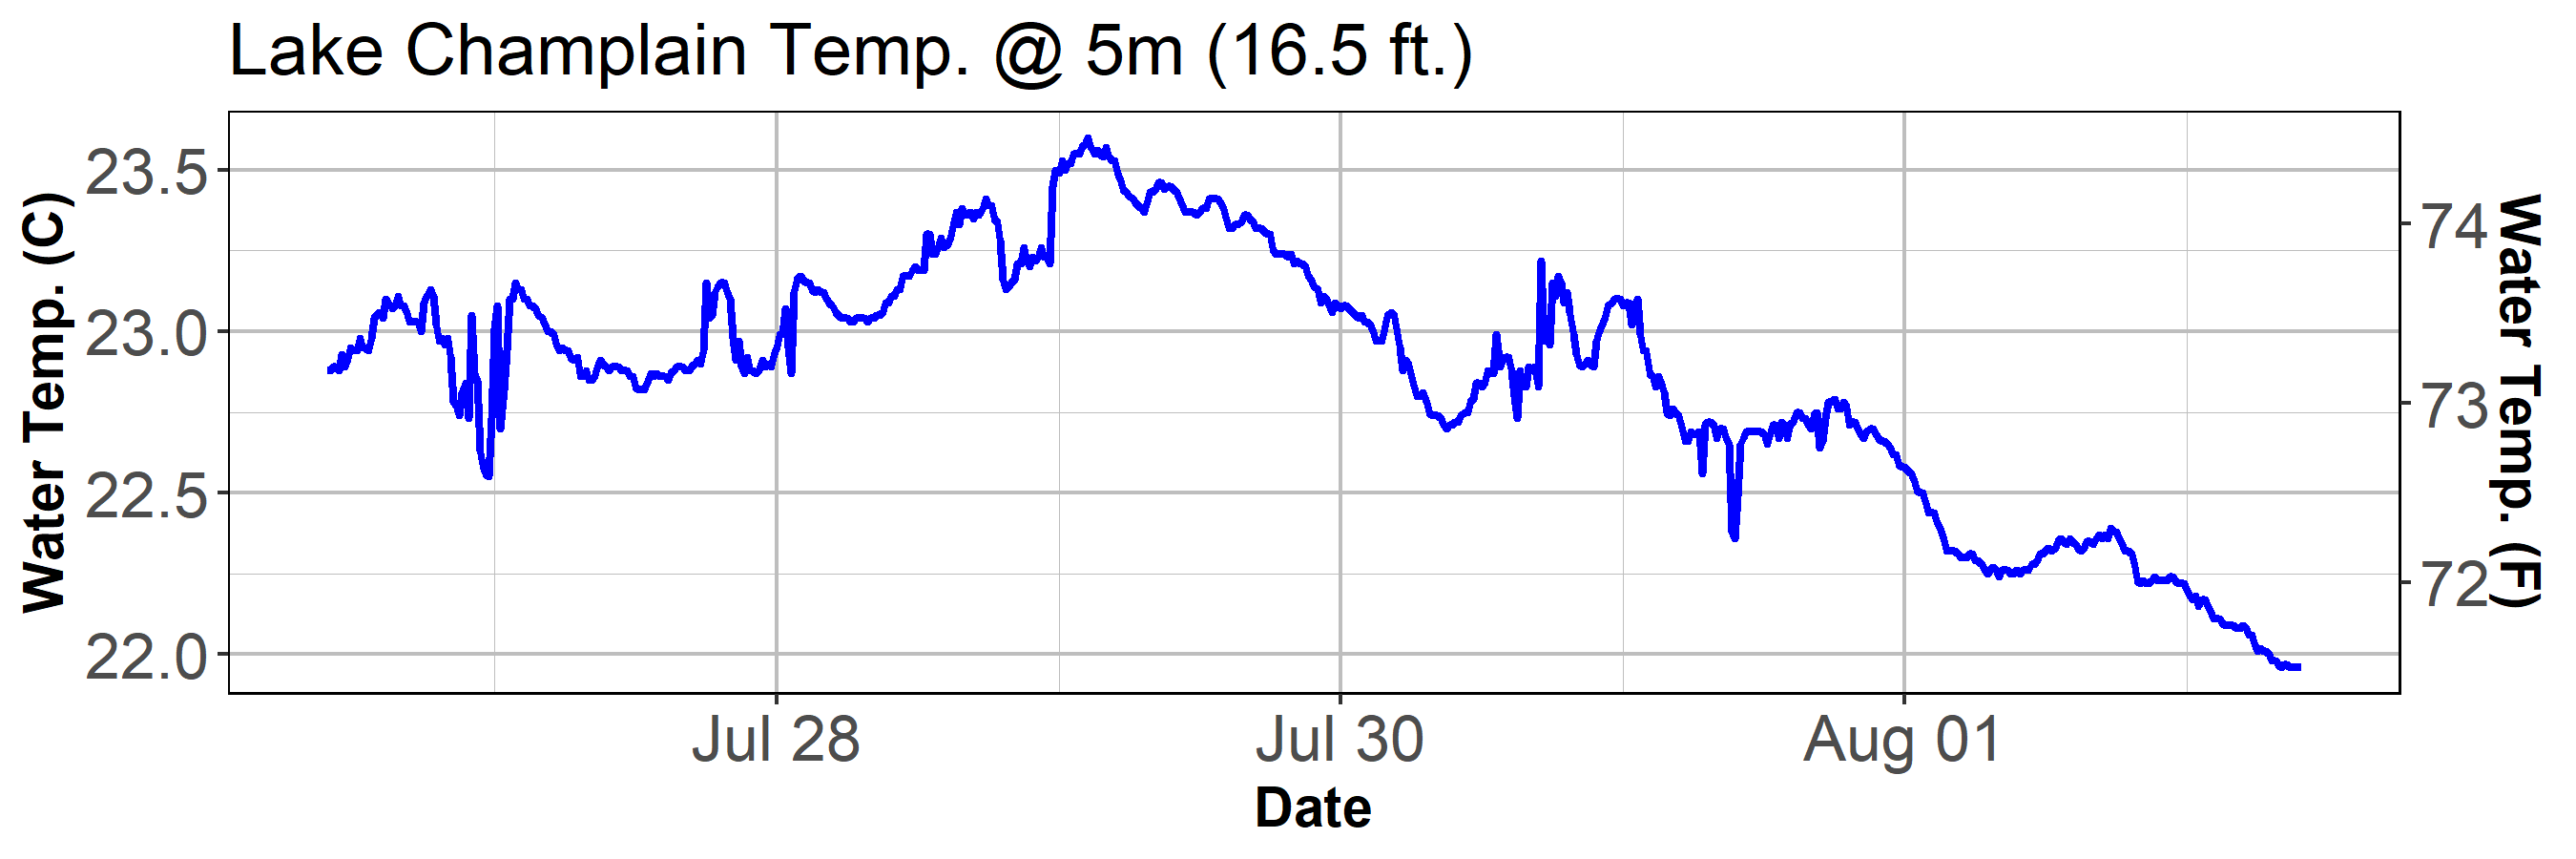 Lake Champlain Temp. @ 5m (16.5 ft.)
Water Temp. (C)
23.5
23.0
22.5
22.0
74
73
72
Water Temp. (F)
Jul 28
Jul 30
Aug 01
Date